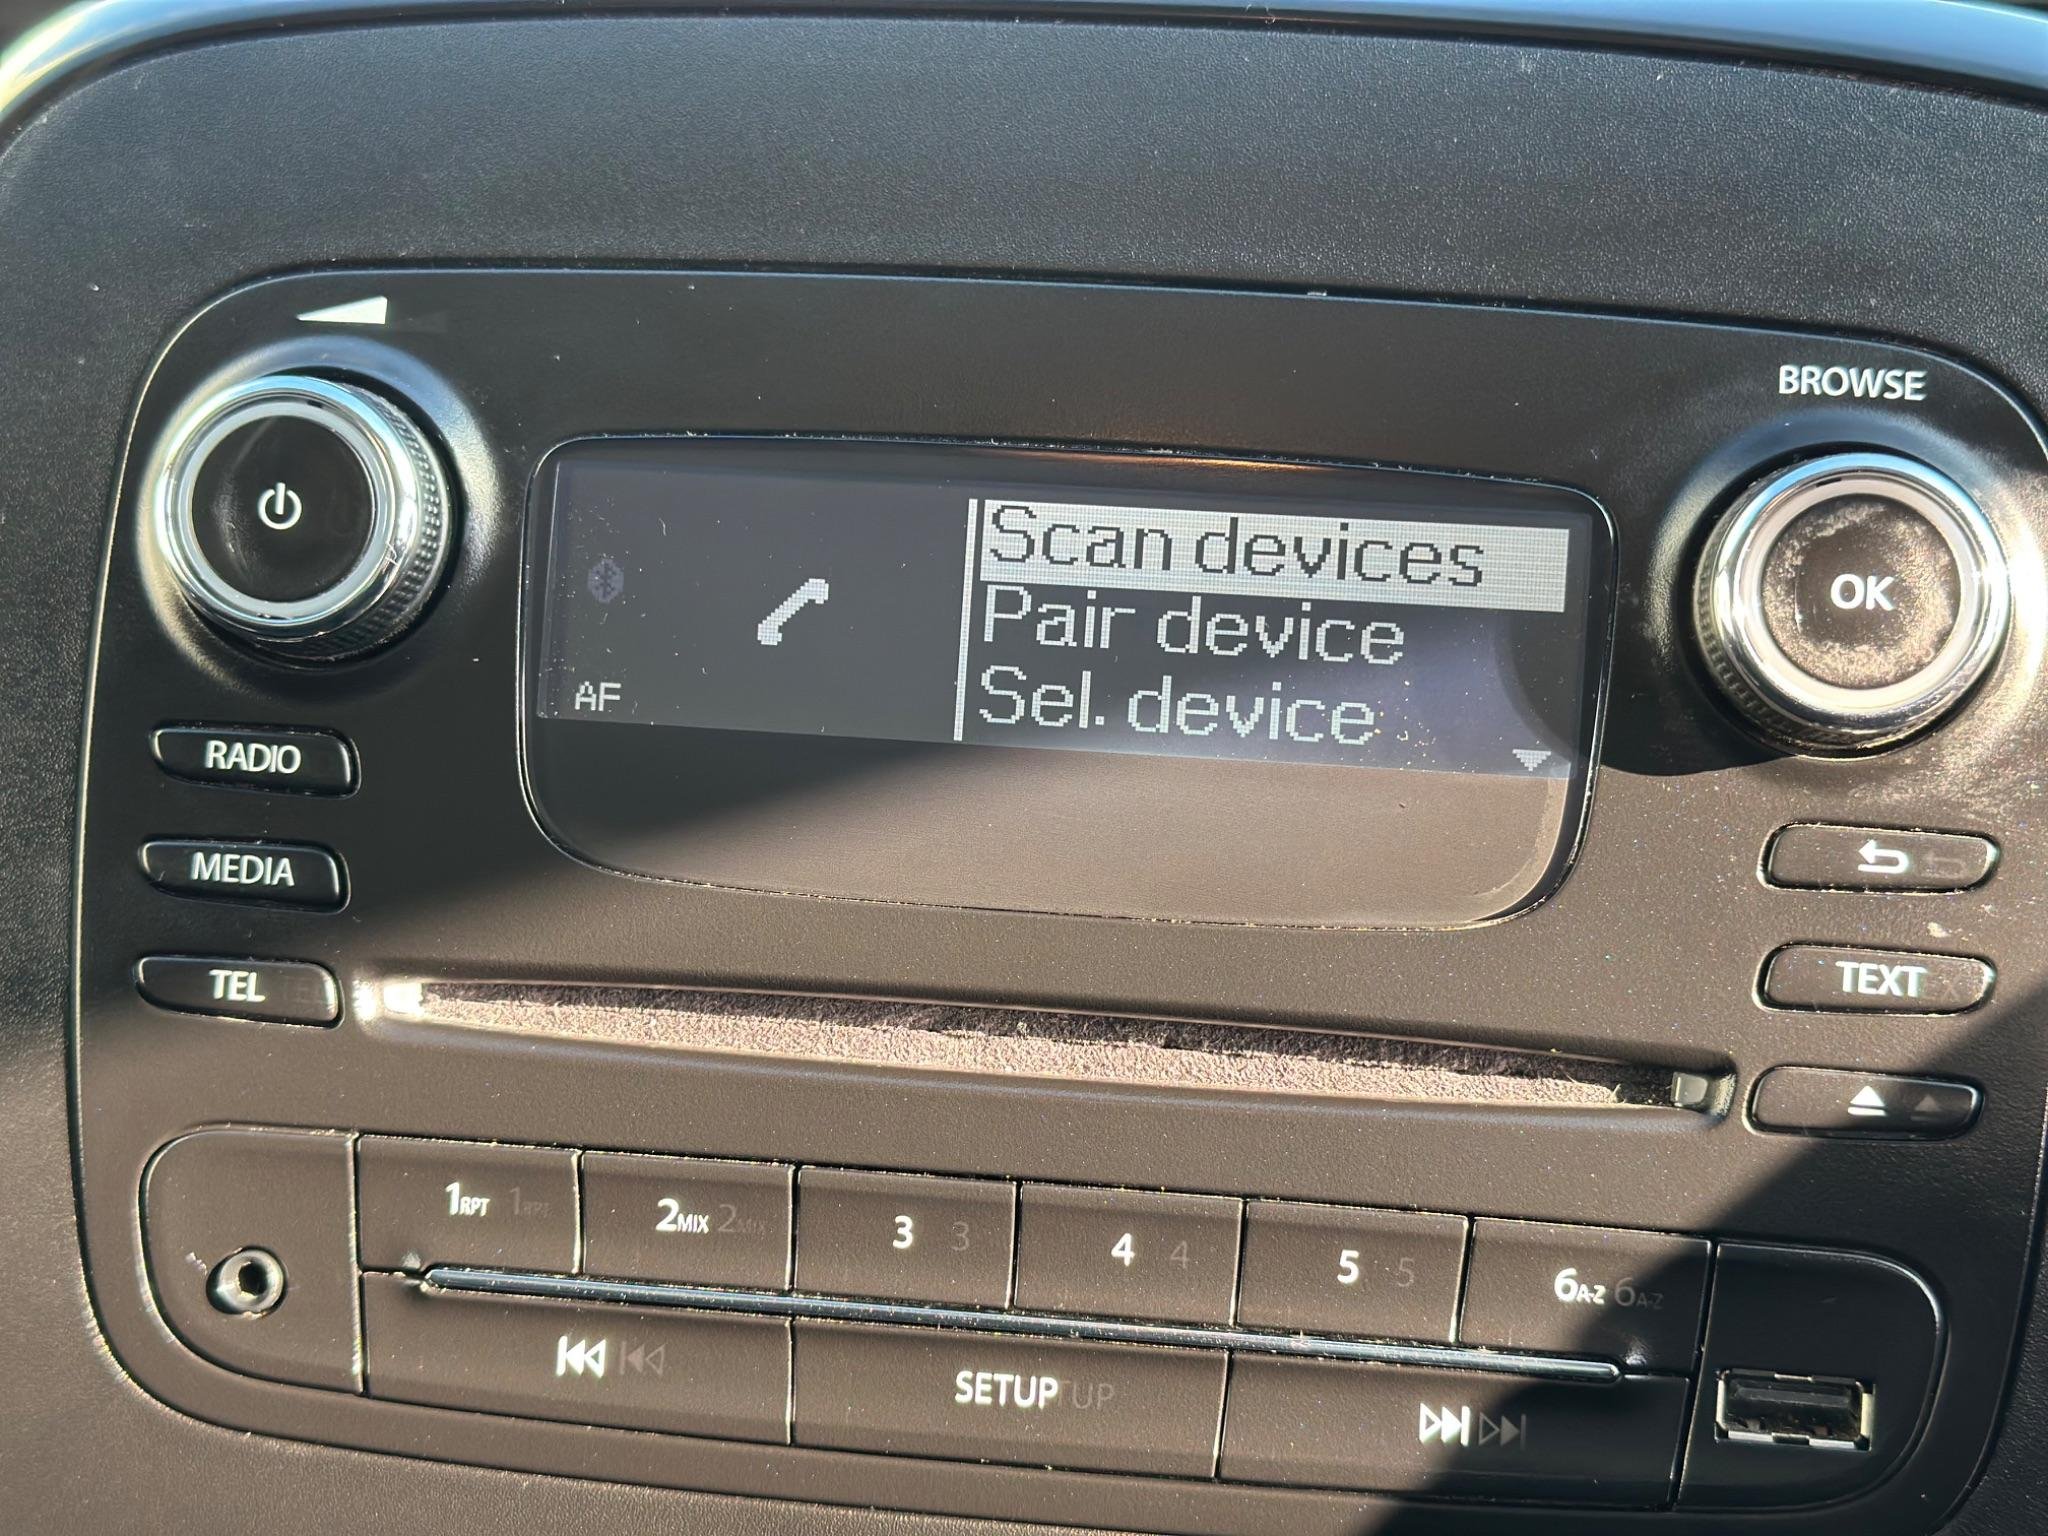 BROWSE
Scan devices
Pair device
Sel. device
AF
OK
RADIO
MEDIA
TEL
TEXT
1RPT
2MIX
3
4
5
6A-Z
SETUP